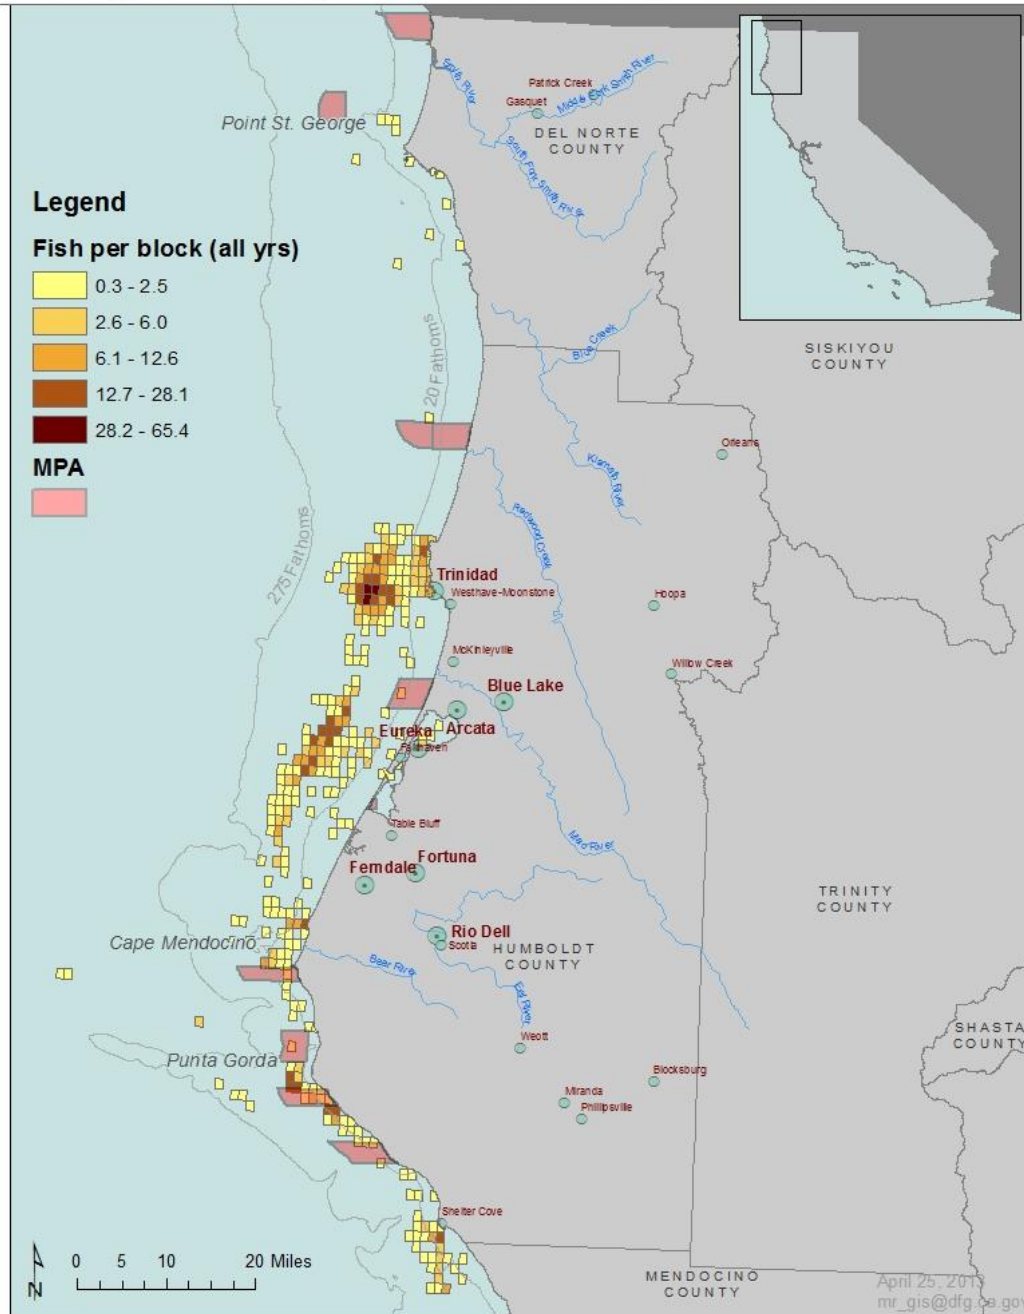 Smith River
Patrick Creek
Middle Fork Smith River
Gasquet
Point St. George
DEL NORTE
COUNTY
South Fork Smith River
Legend
Fish per block (all yrs)
0.3 - 2.5
2.6 - 6.0
6.1 - 12.6
12.7 - 28.1
28.2 - 65.4
MPA
20 Fathoms
Blue Creek
SISKIYOU
COUNTY
Orleans
Klamath River
Redwood Creek
275 Fathoms
Trinidad
Westhave-Moonstone
Hoopa
McKinleyville
Willow Creek
Blue Lake
Eureka
Arcata
Fairhaven
Table Bluff
Mad River
Fortuna
Ferndale
TRINITY
COUNTY
Rio Dell
Scotia
HUMBOLDT
COUNTY
Cape Mendocino
Bear River
Eel River
SHASTA
COUNTY
Weott
Punta Gorda
Blocksburg
Miranda
Phillipsville
Shelter Cove
N
0 5 10 20 Miles
MENDOCINO
COUNTY
April 25, 2013
mr_gis@dfg.ca.gov